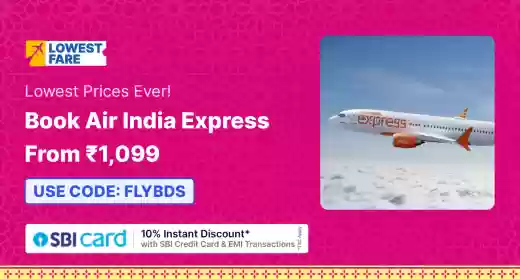 LOWEST
FARE
Lowest Prices Ever!
Book Air India Express
From ₹1,099
USE CODE: FLYBDS
SBI card
10% Instant Discount*
with SBI Credit Card & EMI Transactions
*T&C Apply
express